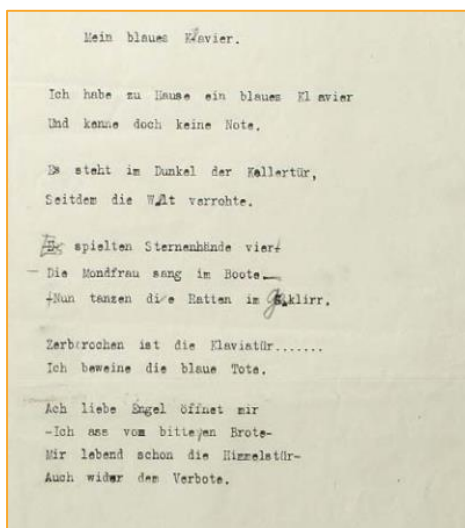 Mein blaues Klavier.
Ich habe zu Hause ein blaues Kl avier
Und kenne doch keine Note.
Es steht im Dunkel der Kellertür,
Seitdem die Welt verrohte.
Es spielten Sternenhände vier
- Die Mondfrau sang im Boote -
-Nun tanzen die Ratten im Geklirr.
Zerbrochen ist die Klaviatür.......
Ich beweine die blaue Tote.
Ach liebe Engel öffnet mir
-Ich ass vom bitteren Brote-
Mir lebend schon die Himmelstür-
Auch wider dem Verbote.